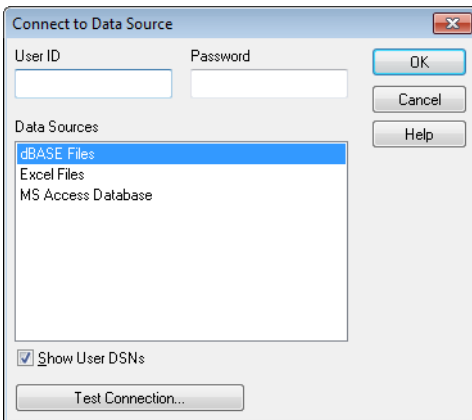 Connect to Data Source
User ID
Password
OK
Cancel
Help
Data Sources
dBASE Files
Excel Files
MS Access Database
Show User DSNs
Test Connection...